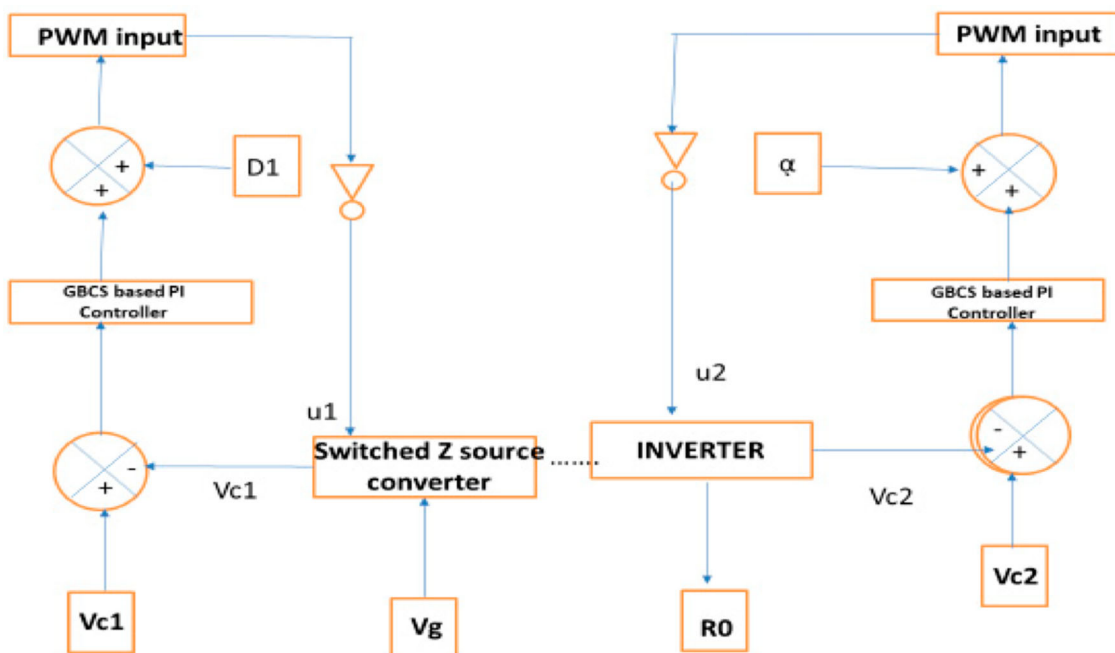 PWM input
PWM input
+
+
D1
ᾳ
+
+
GBCS based PI
Controller
GBCS based PI
Controller
u1
u2
-
+
Vc1
Switched Z source
converter
.......
INVERTER
Vc2
-
+
Vc1
Vg
R0
Vc2